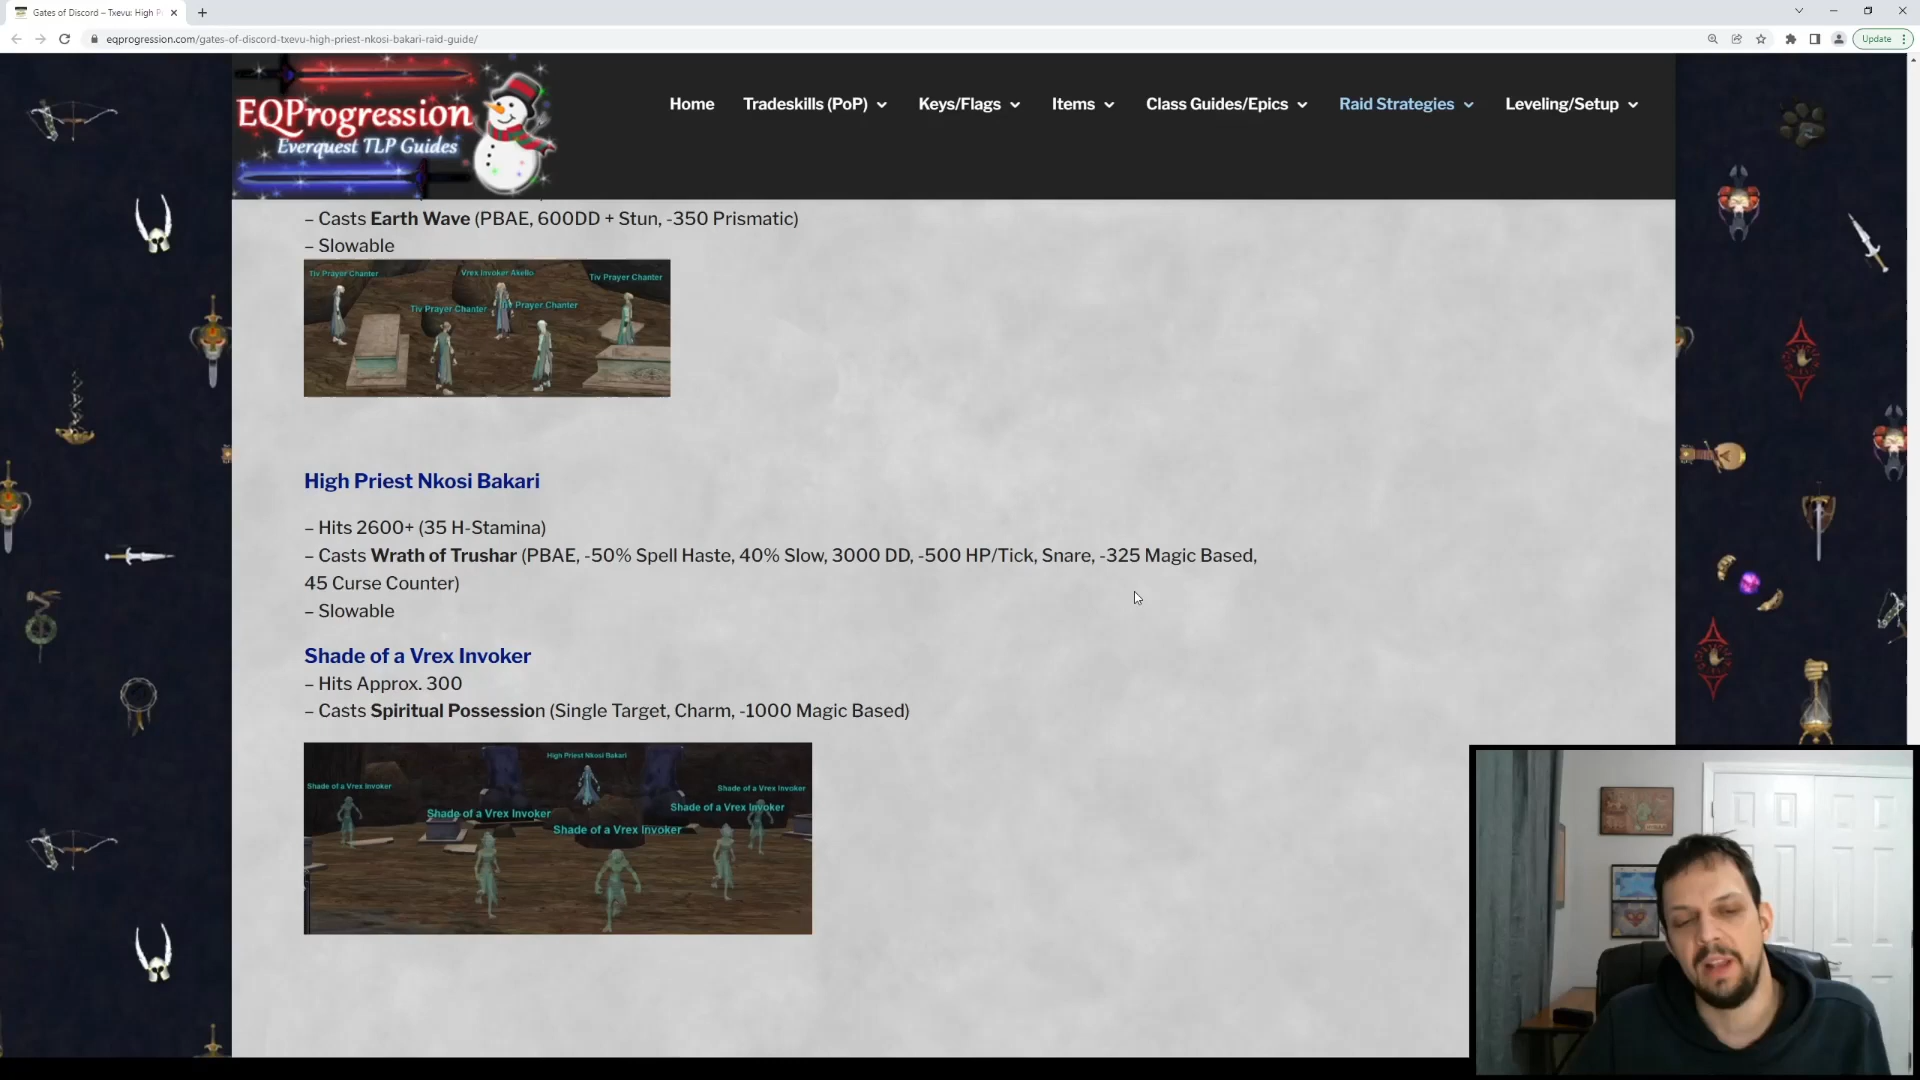 Gates of Discord – Txevu: High P
eqprogression.com/gates-of-discord-txevu-high-priest-nkosi-bakari-raid-guide/
Update
EQProgression
Everquest TLP Guides
Home Tradeskills (PoP) Keys/Flags Items Class Guides/Epics Raid Strategies Leveling/Setup
– Casts Earth Wave (PBAE, 600DD + Stun, -350 Prismatic)
– Slowable
Tiv Prayer Chanter Vrex Invoker Akello Tiv Prayer Chanter
Tiv Prayer Chanter Prayer Chanter
High Priest Nkosi Bakari
– Hits 2600+ (35 H-Stamina)
– Casts Wrath of Trushar (PBAE, -50% Spell Haste, 40% Slow, 3000 DD, -500 HP/Tick, Snare, -325 Magic Based,
45 Curse Counter)
– Slowable
Shade of a Vrex Invoker
– Hits Approx. 300
– Casts Spiritual Possession (Single Target, Charm, -1000 Magic Based)
High Priest Nkosi Bakari
Shade of a Vrex Invoker Shade of a Vrex Invoker
Shade of a Vrex Invoker Shade of a Vrex Invoker
Shade of a Vrex Invoker